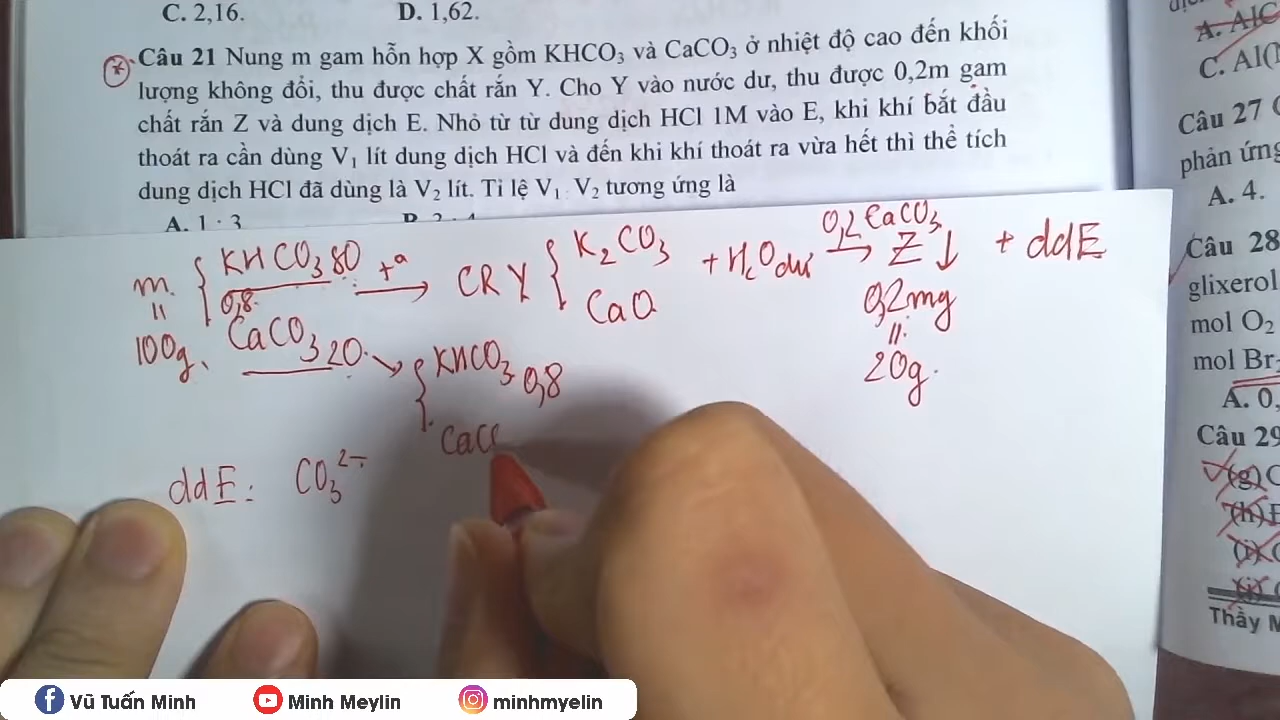 C. 2,16.
D. 1,62.
Câu 21 Nung m gam hỗn hợp X gồm KHCO₃ và CaCO₃ ở nhiệt độ cao đến khối
lượng không đổi, thu được chất rắn Y. Cho Y vào nước dư, thu được 0,2m gam
chất rắn Z và dung dịch E. Nhỏ từ từ dung dịch HCl 1M vào E, khi khí bắt đầu
thoát ra cần dùng V₁ lít dung dịch HCl và đến khi khí thoát ra vừa hết thì thể tích
dung dịch HCl đã dùng là V₂ lít. Tỉ lệ V₁ : V₂ tương ứng là
A. 1 : 3
m
100g
KHCO₃ 80
0,8
CaCO₃ 20
t°
CR Y
K₂CO₃
CaO
+ H₂O dư
0,2 CaCO₃
Z ↓
+ ddE
0,2mg
20g
KHCO₃ 0,8
CaC
ddE: CO₃²⁻
A. AlC
C. Al(
Câu 27
phản ứng
A. 4.
Câu 28
glixerol
mol O₂
mol Br₂
A. 0,
Câu 29
(g) C
(h)
(i)
Thầy M
Vũ Tuấn Minh
Minh Meylin
minhmyelin